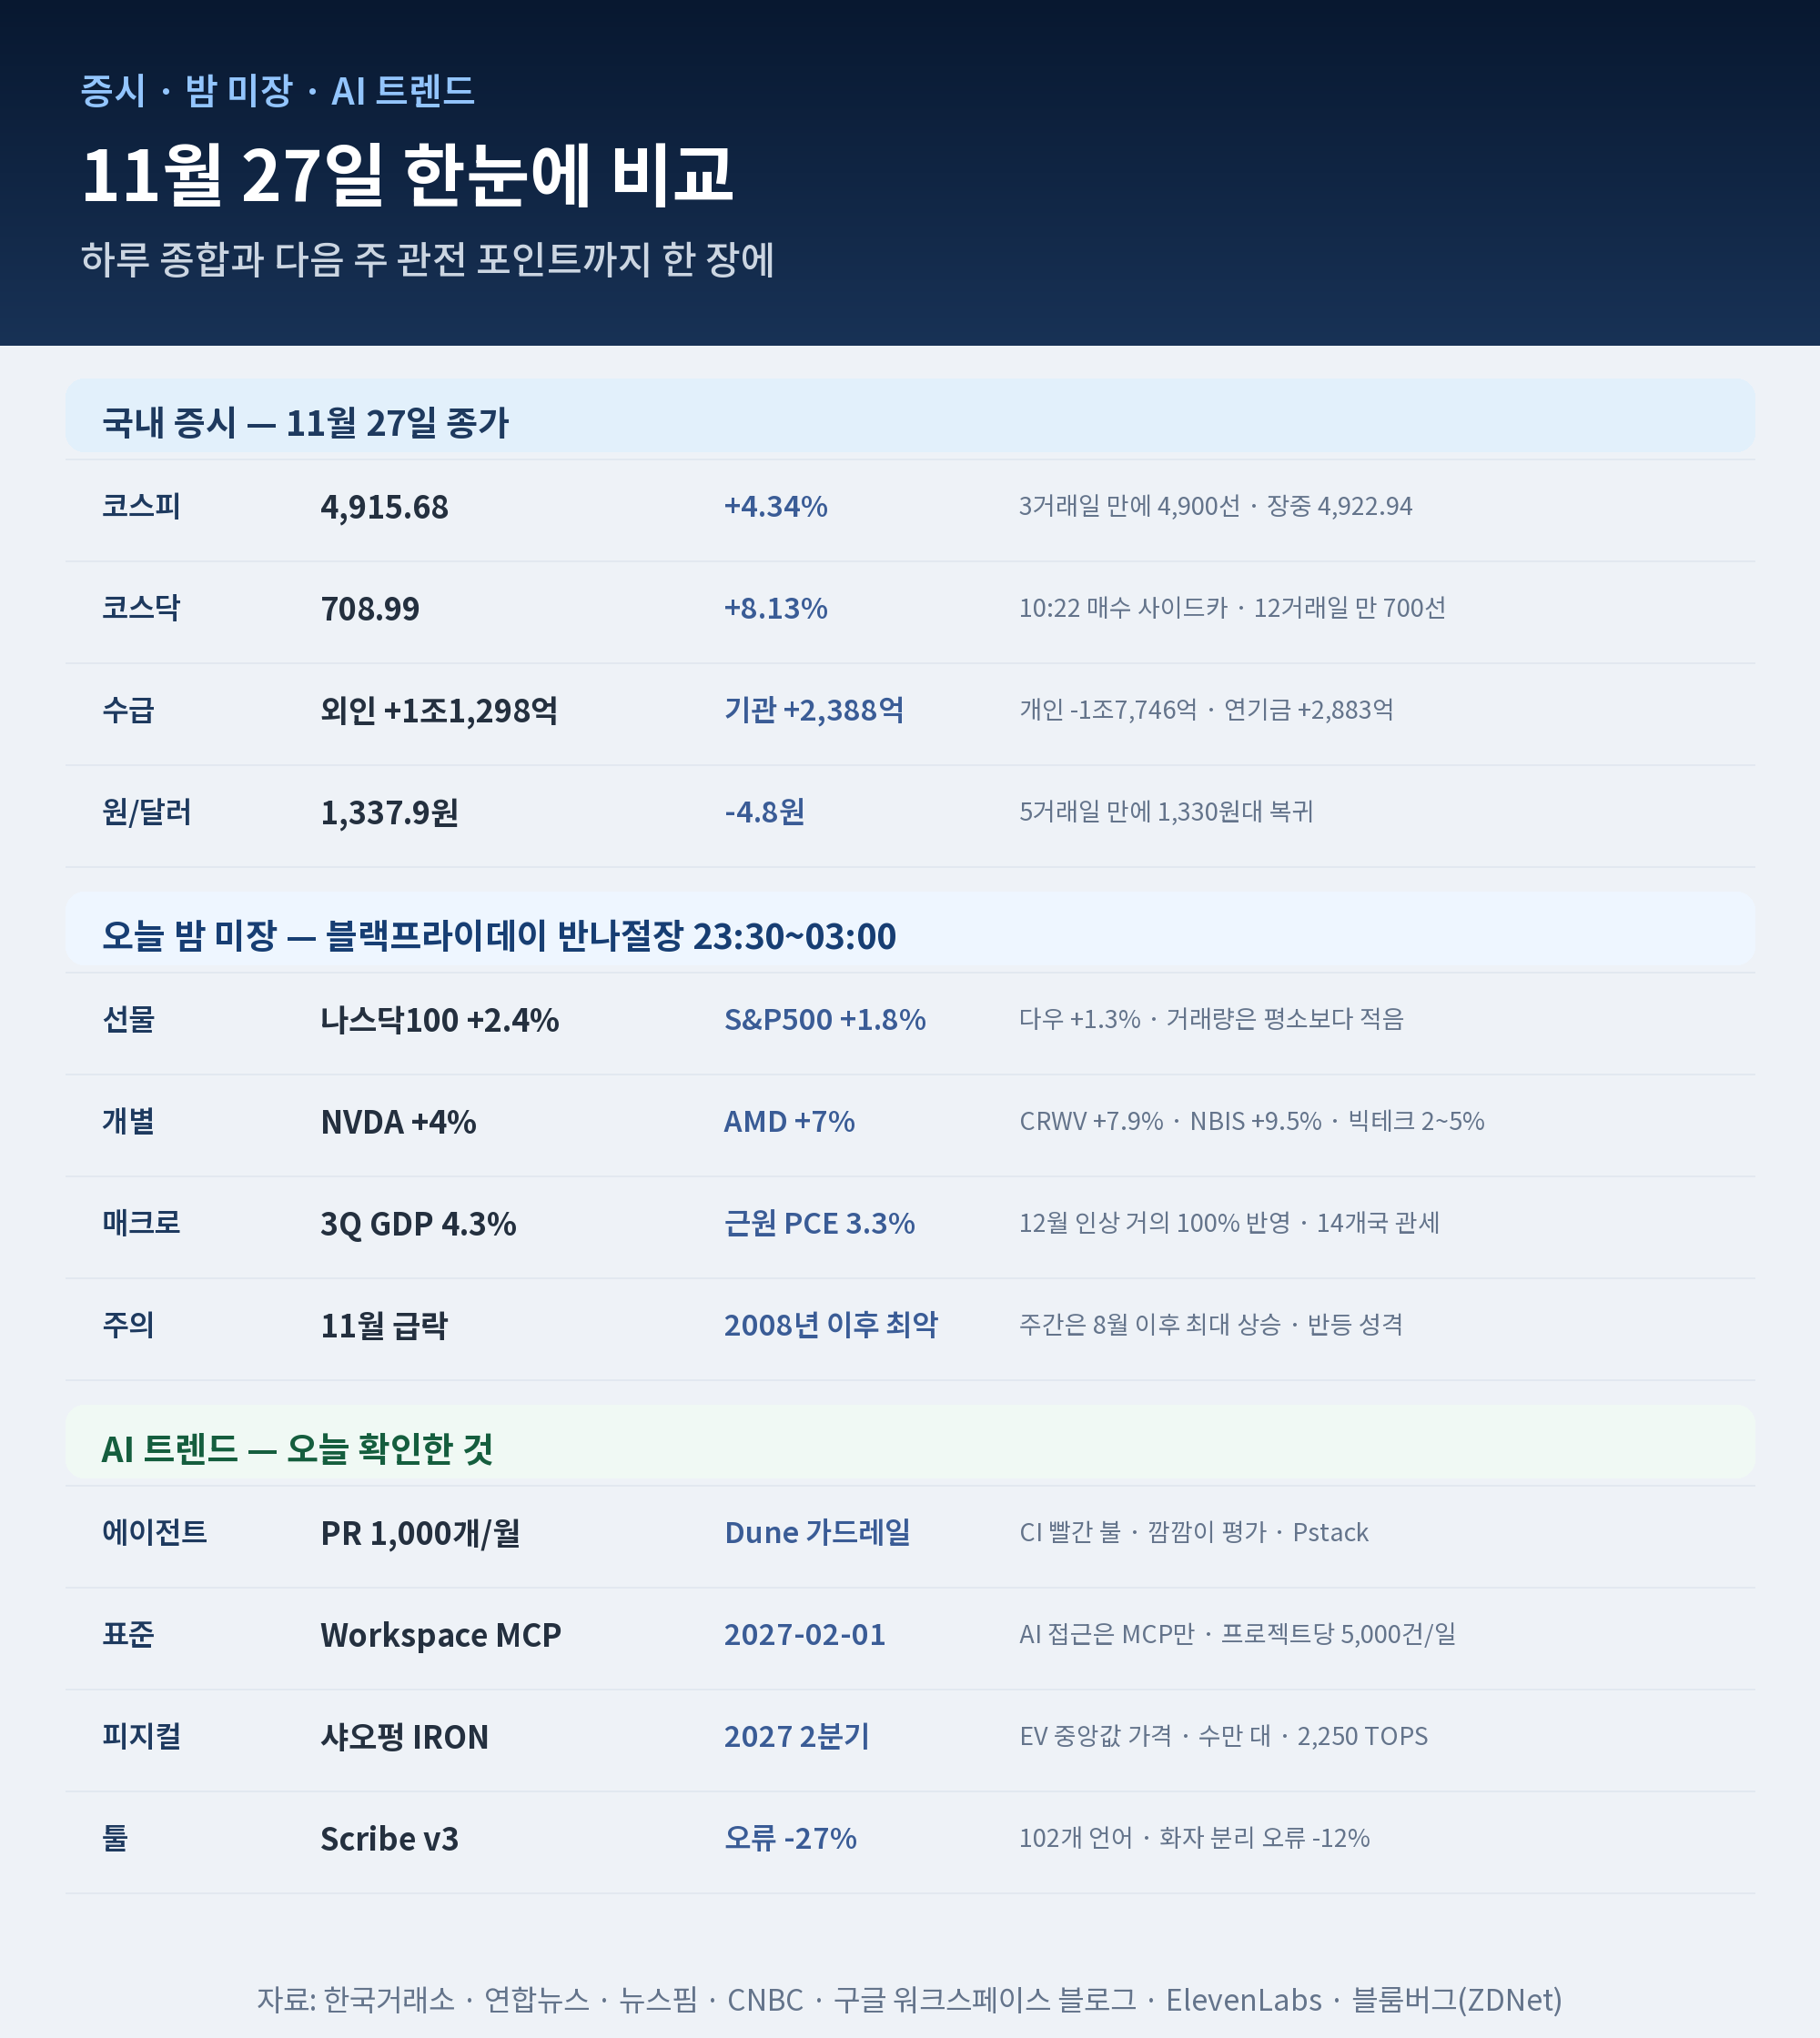 증시 · 밤 미장 · AI 트렌드
11월 27일 한눈에 비교
하루 종합과 다음 주 관전 포인트까지 한 장에
국내 증시 — 11월 27일 종가
코스피 4,915.68 +4.34% 3거래일 만에 4,900선 · 장중 4,922.94
코스닥 708.99 +8.13% 10:22 매수 사이드카 · 12거래일 만 700선
수급 외인 +1조1,298억 기관 +2,388억 개인 -1조7,746억 · 연기금 +2,883억
원/달러 1,337.9원 -4.8원 5거래일 만에 1,330원대 복귀
오늘 밤 미장 — 블랙프라이데이 반나절장 23:30~03:00
선물 나스닥100 +2.4% S&P500 +1.8% 다우 +1.3% · 거래량은 평소보다 적음
개별 NVDA +4% AMD +7% CRWV +7.9% · NBIS +9.5% · 빅테크 2~5%
매크로 3Q GDP 4.3% 근원 PCE 3.3% 12월 인상 거의 100% 반영 · 14개국 관세
주의 11월 급락 2008년 이후 최악 주간은 8월 이후 최대 상승 · 반등 성격
AI 트렌드 — 오늘 확인한 것
에이전트 PR 1,000개/월 Dune 가드레일 CI 빨간 불 · 깐깐이 평가 · Pstack
표준 Workspace MCP 2027-02-01 AI 접근은 MCP만 · 프로젝트당 5,000건/일
피지컬 샤오펑 IRON 2027 2분기 EV 중앙값 가격 · 수만 대 · 2,250 TOPS
툴 Scribe v3 오류 -27% 102개 언어 · 화자 분리 오류 -12%
자료: 한국거래소 · 연합뉴스 · 뉴스핌 · CNBC · 구글 워크스페이스 블로그 · ElevenLabs · 블룸버그(ZDNet)